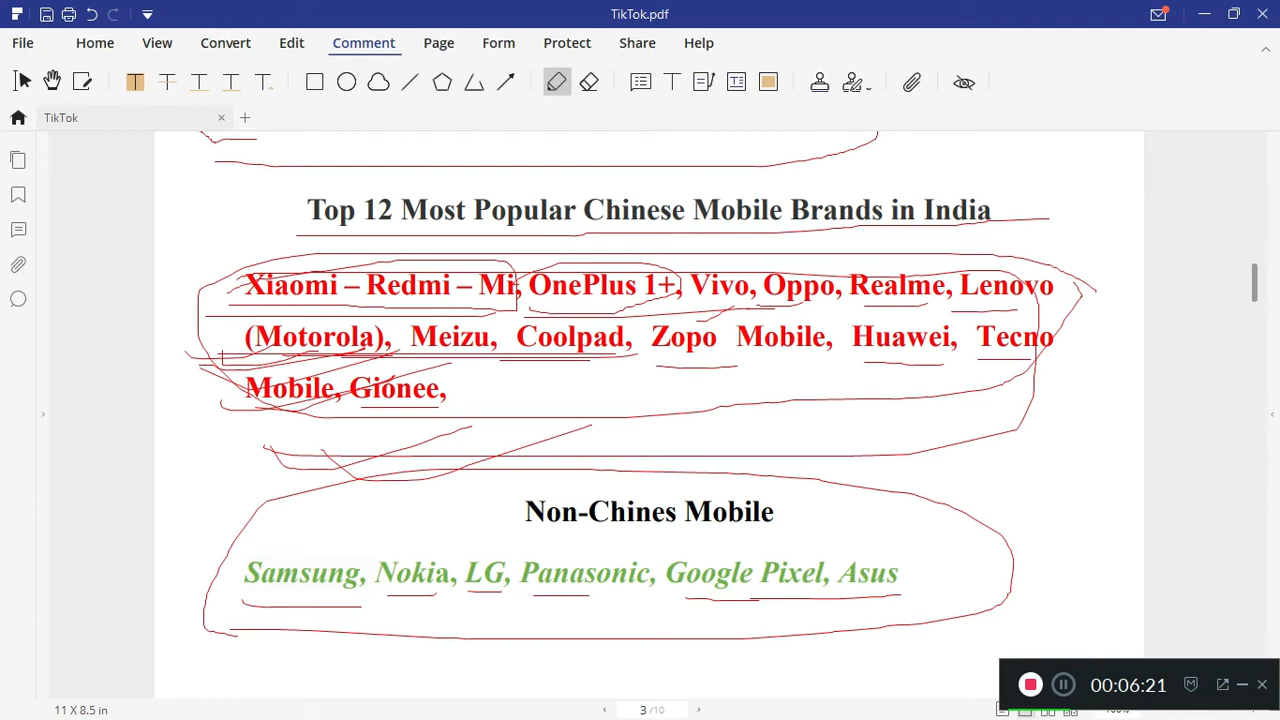 TikTok.pdf
File Home View Convert Edit Comment Page Form Protect Share Help
TikTok
Top 12 Most Popular Chinese Mobile Brands in India
Xiaomi – Redmi – Mi, OnePlus 1+, Vivo, Oppo, Realme, Lenovo
(Motorola), Meizu, Coolpad, Zopo Mobile, Huawei, Tecno
Mobile, Gionee,
Non-Chines Mobile
Samsung, Nokia, LG, Panasonic, Google Pixel, Asus
00:06:21
11 X 8.5 in
3 /10